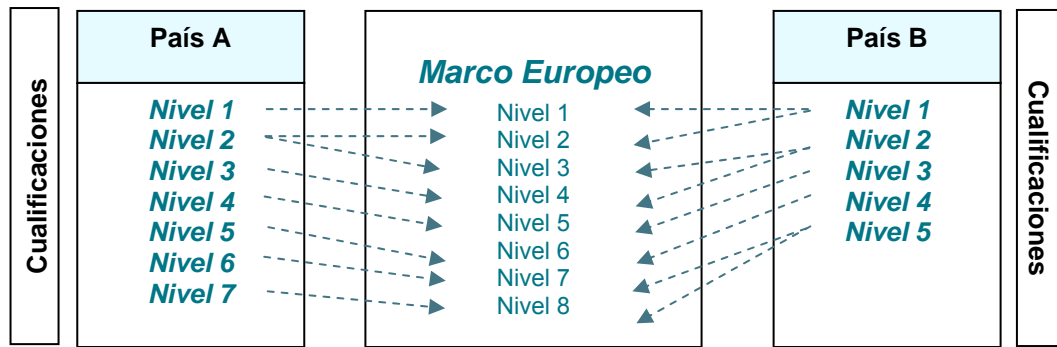 Cualificaciones
País A
Nivel 1
Nivel 2
Nivel 3
Nivel 4
Nivel 5
Nivel 6
Nivel 7
Marco Europeo
Nivel 1
Nivel 2
Nivel 3
Nivel 4
Nivel 5
Nivel 6
Nivel 7
Nivel 8
País B
Nivel 1
Nivel 2
Nivel 3
Nivel 4
Nivel 5
Cualificaciones